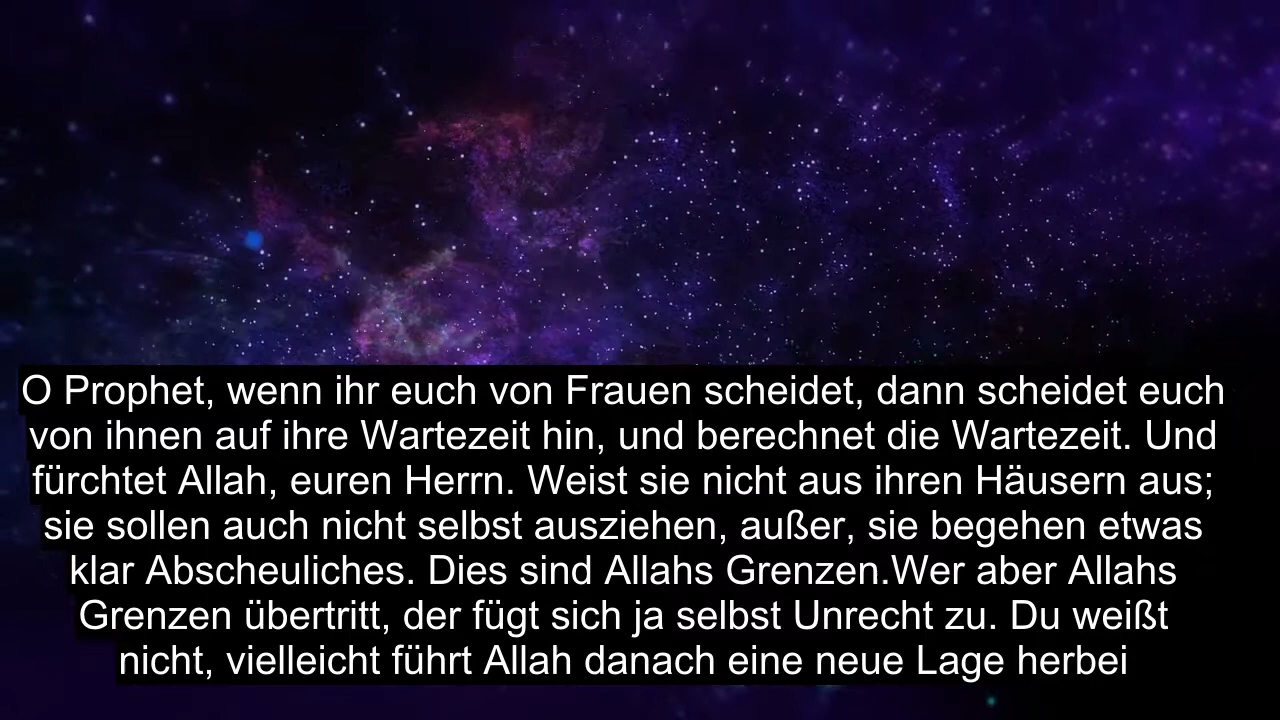 O Prophet, wenn ihr euch von Frauen scheidet, dann scheidet euch
von ihnen auf ihre Wartezeit hin, und berechnet die Wartezeit. Und
fürchtet Allah, euren Herrn. Weist sie nicht aus ihren Häusern aus;
sie sollen auch nicht selbst ausziehen, außer, sie begehen etwas
klar Abscheuliches. Dies sind Allahs Grenzen.Wer aber Allahs
Grenzen übertritt, der fügt sich ja selbst Unrecht zu. Du weißt
nicht, vielleicht führt Allah danach eine neue Lage herbei